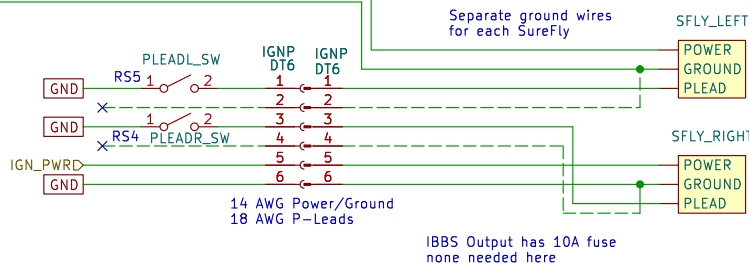 Separate ground wires
for each SureFly
SFLY_LEFT
POWER
GROUND
PLEAD
PLEADL_SW
IGNP
DT6
IGNP
DT6
GND
RS5
1
2
1
1
2
2
GND
RS4
1
2
PLEADR_SW
3
3
4
4
IGN_PWR
5
5
GND
6
6
SFLY_RIGHT
POWER
GROUND
PLEAD
14 AWG Power/Ground
18 AWG P-Leads
IBBS Output has 10A fuse
none needed here